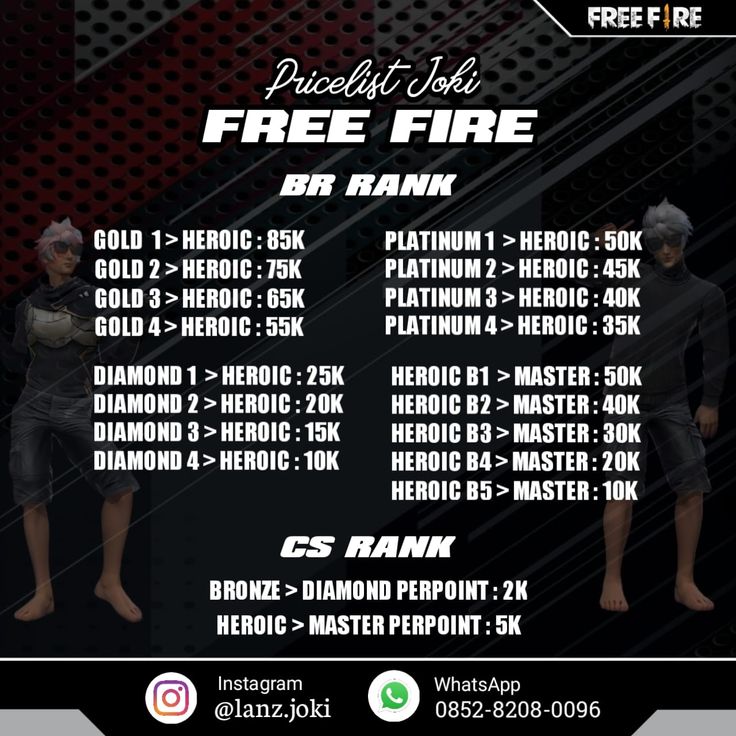 FREE FIRE
Pricelist Joki
FREE FIRE
BR RANK
GOLD 1 > HEROIC : 85K
GOLD 2 > HEROIC : 75K
GOLD 3 > HEROIC : 65K
GOLD 4 > HEROIC : 55K
PLATINUM 1 > HEROIC : 50K
PLATINUM 2 > HEROIC : 45K
PLATINUM 3 > HEROIC : 40K
PLATINUM 4 > HEROIC : 35K
DIAMOND 1 > HEROIC : 25K
DIAMOND 2 > HEROIC : 20K
DIAMOND 3 > HEROIC : 15K
DIAMOND 4 > HEROIC : 10K
HEROIC B1 > MASTER : 50K
HEROIC B2 > MASTER : 40K
HEROIC B3 > MASTER : 30K
HEROIC B4 > MASTER : 20K
HEROIC B5 > MASTER : 10K
CS RANK
BRONZE > DIAMOND PERPOINT : 2K
HEROIC > MASTER PERPOINT : 5K
Instagram
@lanz.joki
WhatsApp
0852-8208-0096